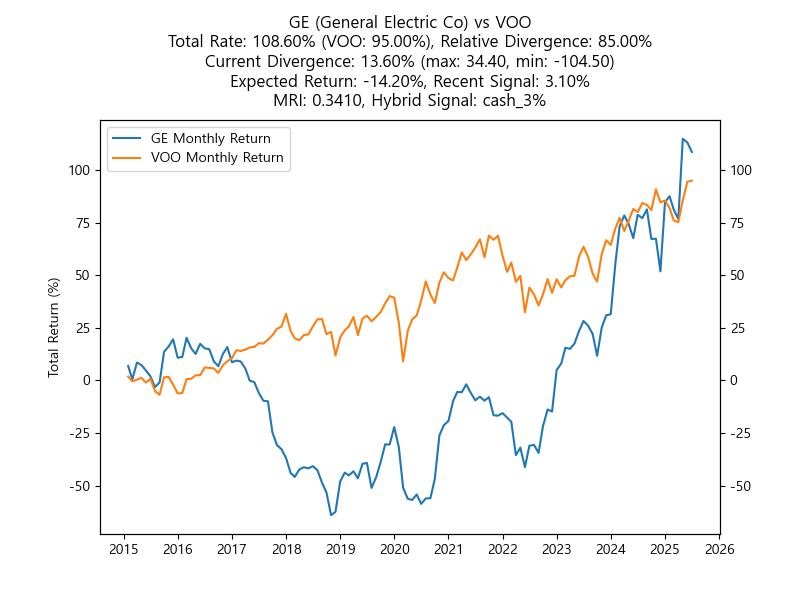 GE (General Electric Co) vs VOO
Total Rate: 108.60% (VOO: 95.00%), Relative Divergence: 85.00%
Current Divergence: 13.60% (max: 34.40, min: -104.50)
Expected Return: -14.20%, Recent Signal: 3.10%
MRI: 0.3410, Hybrid Signal: cash_3%
GE Monthly Return
VOO Monthly Return
Total Return (%)
100
75
50
25
0
-25
-50
100
75
50
25
0
-25
-50
2015 2016 2017 2018 2019 2020 2021 2022 2023 2024 2025 2026